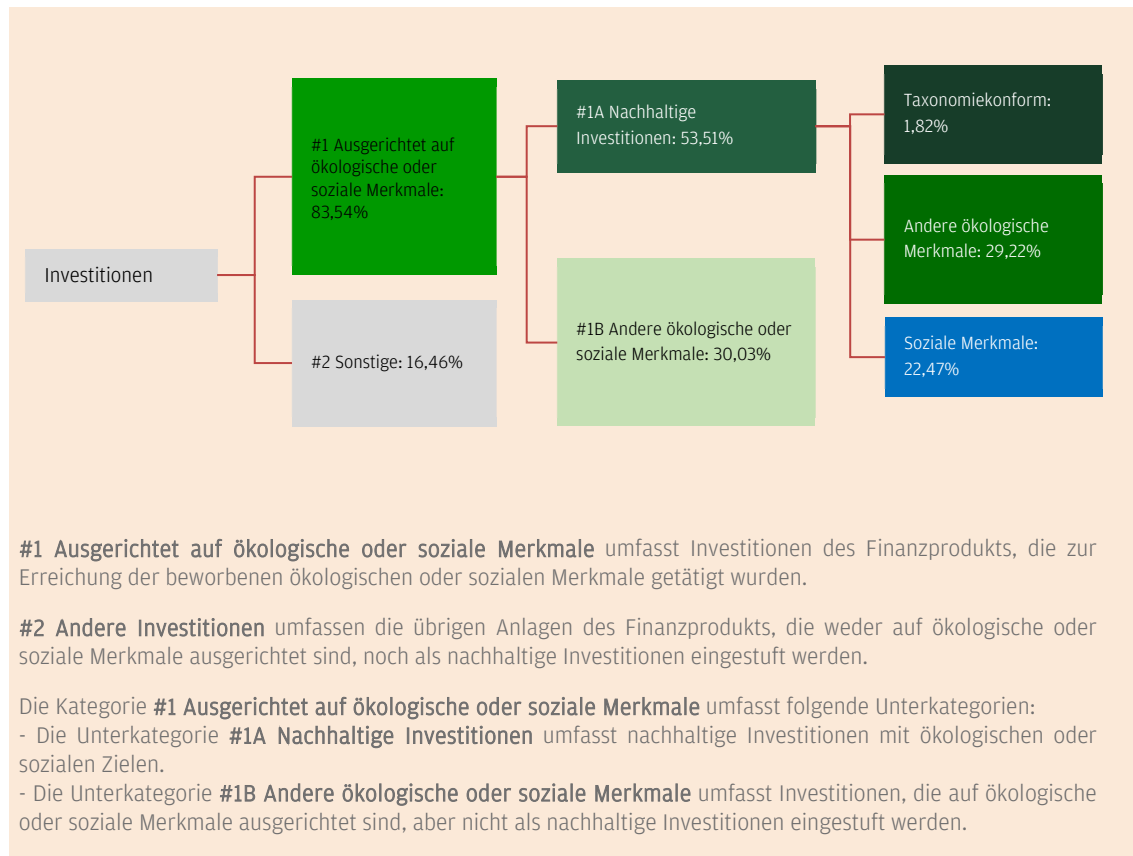 Investitionen
#1 Ausgerichtet auf
ökologische oder
soziale Merkmale:
83,54%
#2 Sonstige: 16,46%
#1A Nachhaltige
Investitionen: 53,51%
#1B Andere ökologische oder
soziale Merkmale: 30,03%
Taxonomiekonform:
1,82%
Andere ökologische
Merkmale: 29,22%
Soziale Merkmale:
22,47%
#1 Ausgerichtet auf ökologische oder soziale Merkmale umfasst Investitionen des Finanzprodukts, die zur
Erreichung der beworbenen ökologischen oder sozialen Merkmale getätigt wurden.
#2 Andere Investitionen umfassen die übrigen Anlagen des Finanzprodukts, die weder auf ökologische oder
soziale Merkmale ausgerichtet sind, noch als nachhaltige Investitionen eingestuft werden.
Die Kategorie #1 Ausgerichtet auf ökologische oder soziale Merkmale umfasst folgende Unterkategorien:
- Die Unterkategorie #1A Nachhaltige Investitionen umfasst nachhaltige Investitionen mit ökologischen oder
sozialen Zielen.
- Die Unterkategorie #1B Andere ökologische oder soziale Merkmale umfasst Investitionen, die auf ökologische
oder soziale Merkmale ausgerichtet sind, aber nicht als nachhaltige Investitionen eingestuft werden.